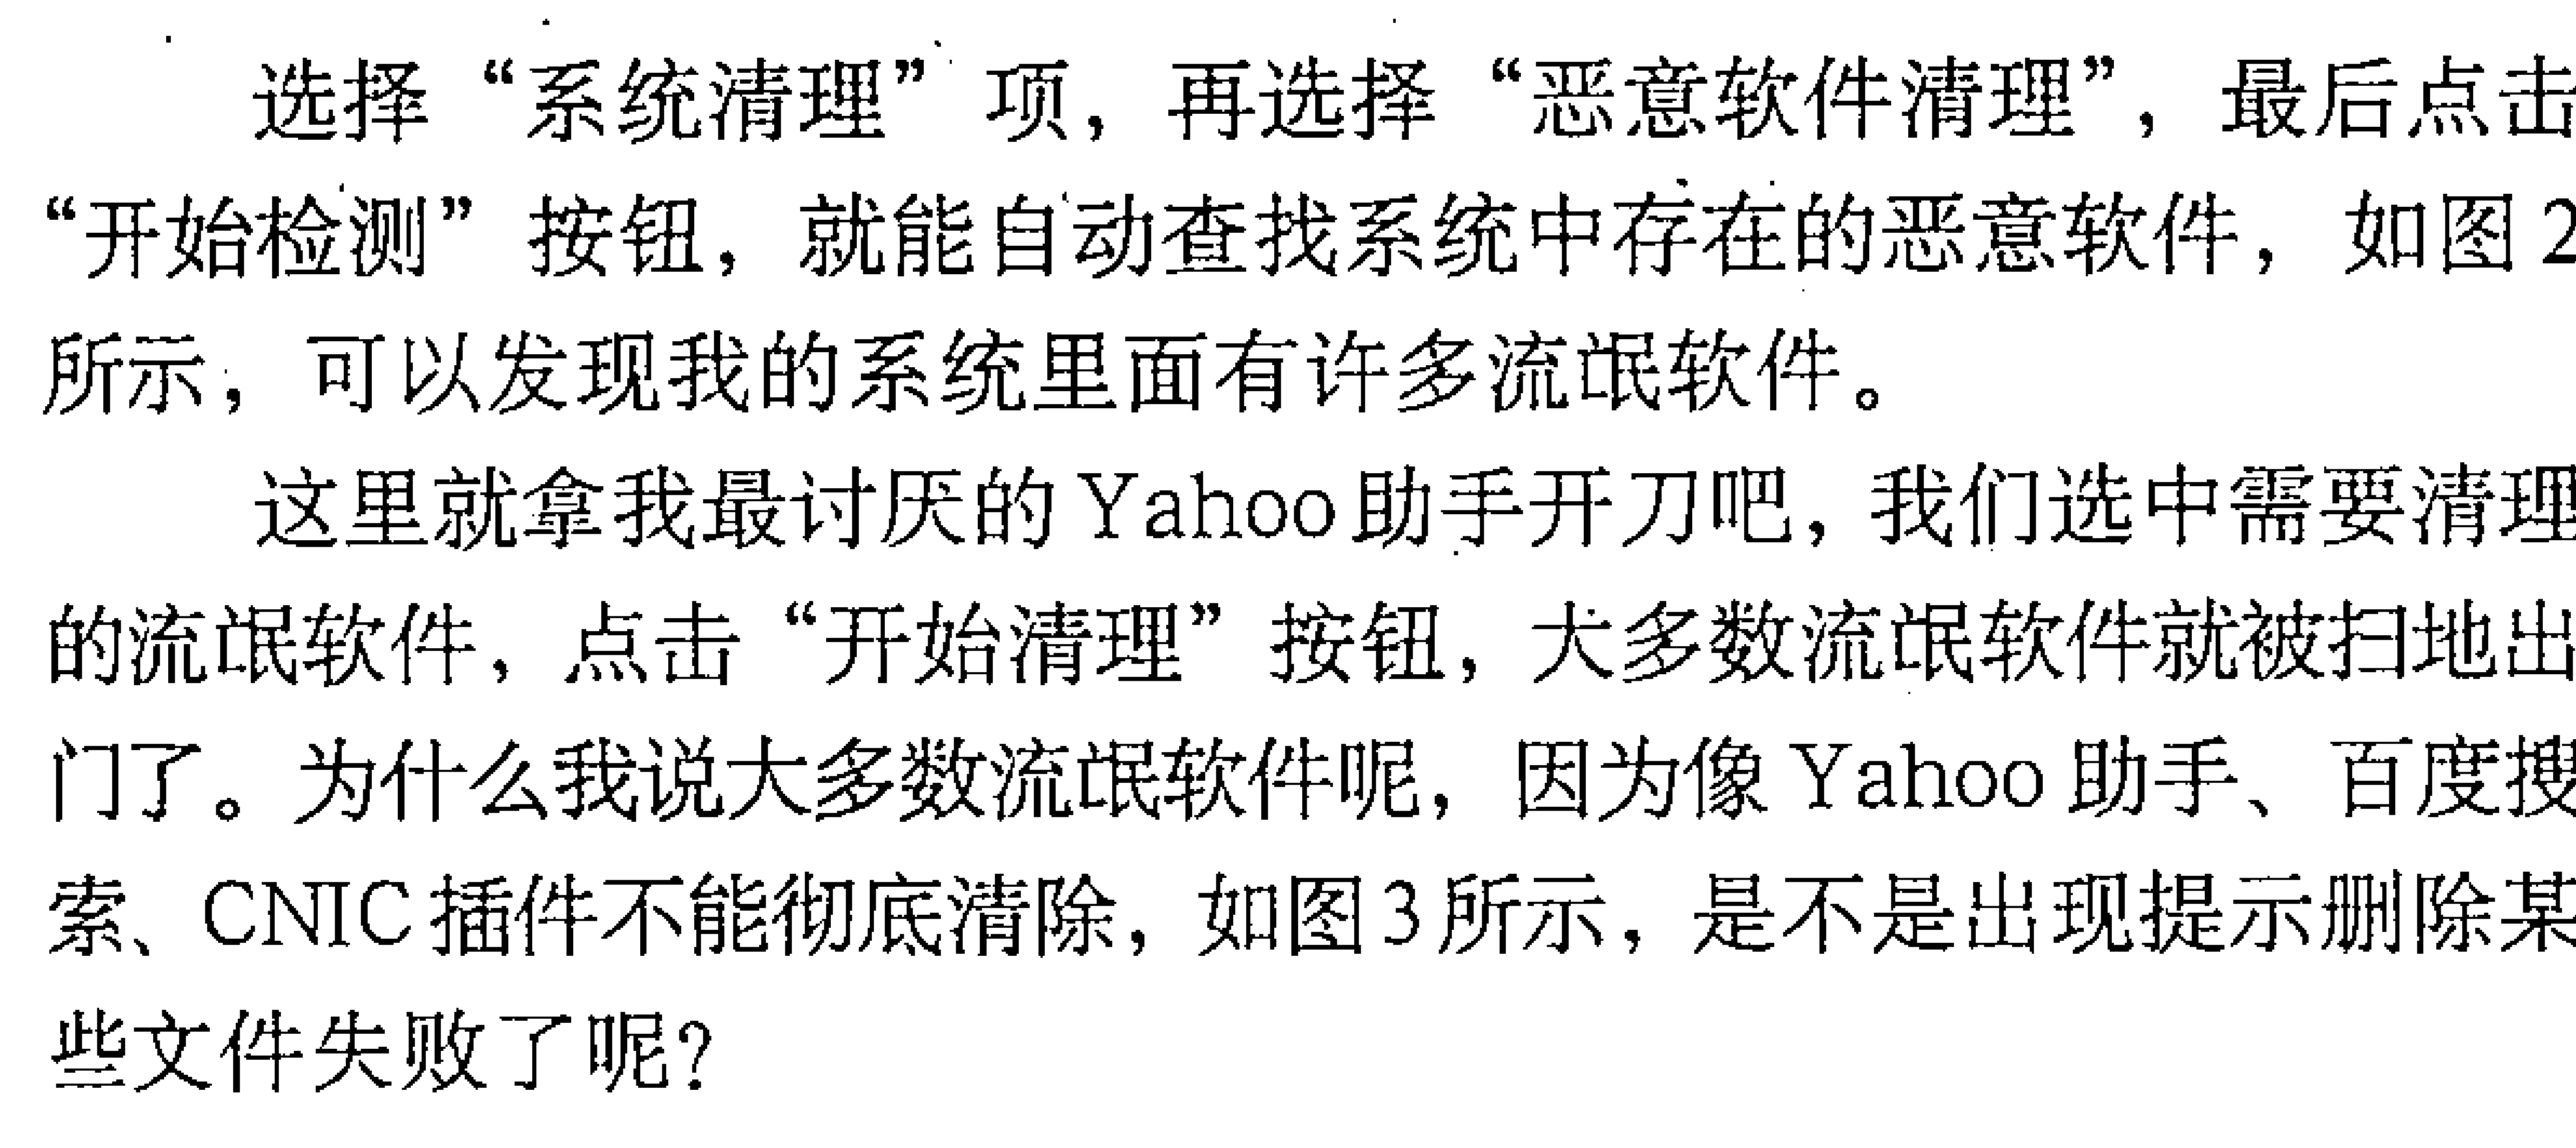 选择“系统清理”项，再选择“恶意软件清理”，最后点击
“开始检测”按钮，就能自动查找系统中存在的恶意软件，如图2
所示，可以发现我的系统里面有许多流氓软件。
这里就拿我最讨厌的Yahoo助手开刀吧，我们选中需要清理
的流氓软件，点击“开始清理”按钮，大多数流氓软件就被扫地出
门了。为什么我说大多数流氓软件呢，因为像Yahoo助手、百度搜
索、CNIC插件不能彻底清除，如图3所示，是不是出现提示删除某
些文件失败了呢？